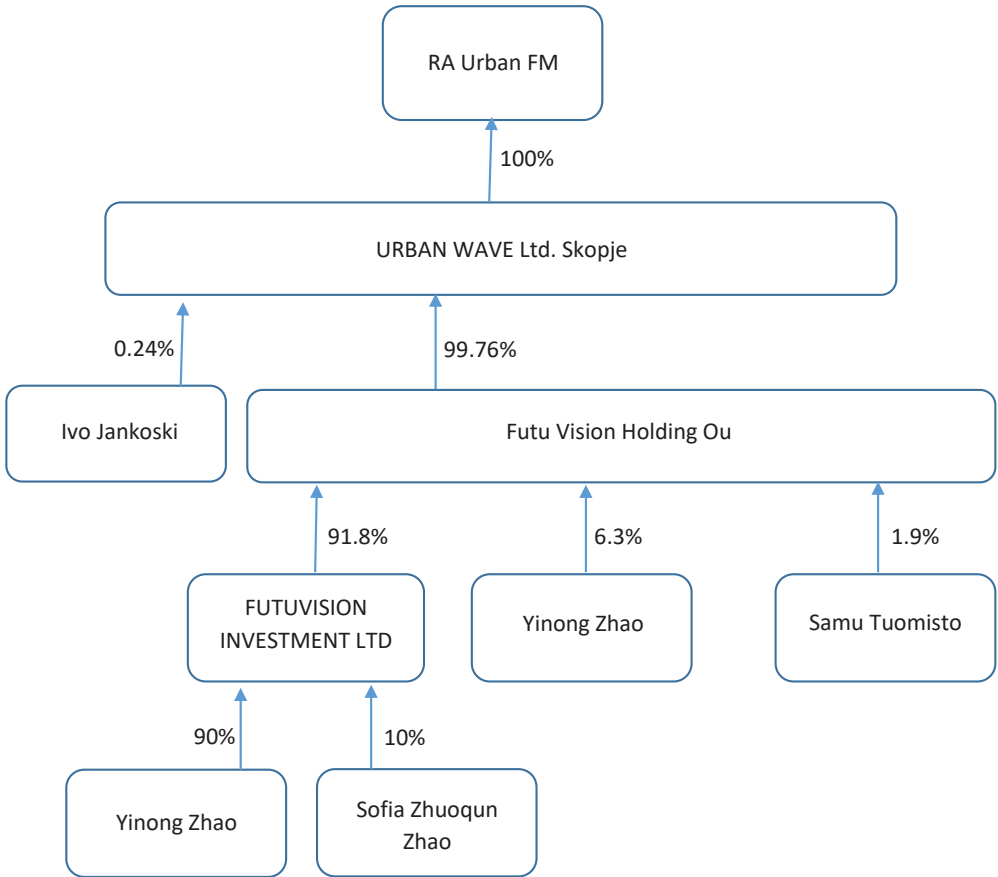 RA Urban FM
100%
URBAN WAVE Ltd. Skopje
0.24%
99.76%
Ivo Jankoski
Futu Vision Holding Ou
91.8%
6.3%
1.9%
FUTUVISION
INVESTMENT LTD
Yinong Zhao
Samu Tuomisto
90%
10%
Yinong Zhao
Sofia Zhuoqun
Zhao